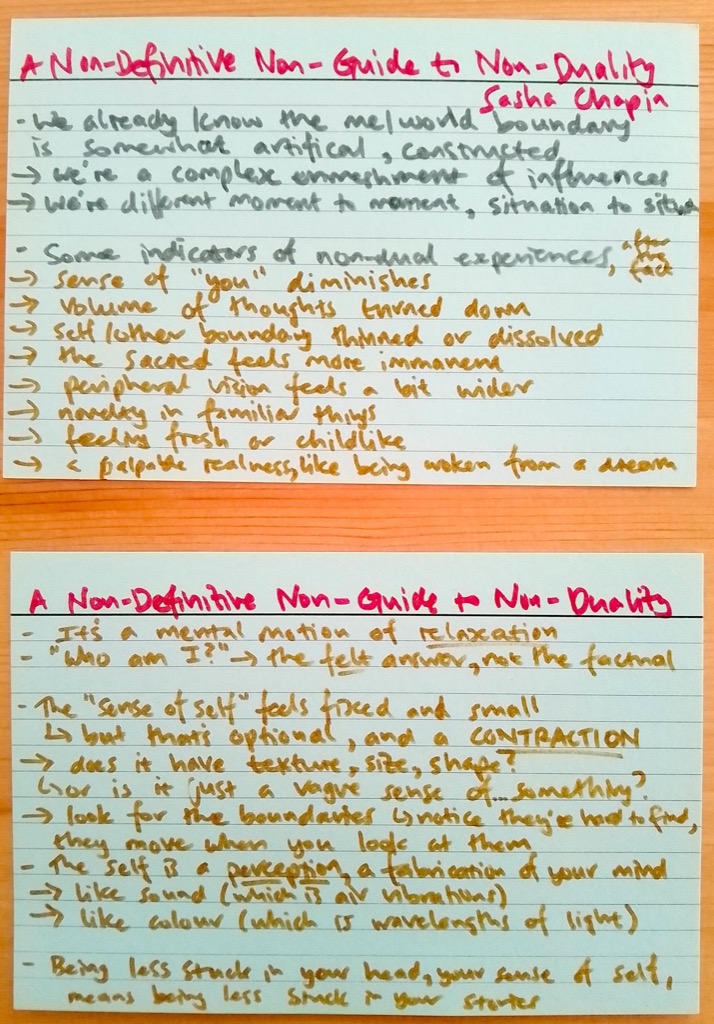 A Non-Definitive Non-Guide to Non-Duality
Sasha Chapin
- We already know the me/world boundary
is somewhat artifical, constructed
→ we're a complex enmeshment of influences
→ we're different moment to moment, situation to
- Some indicators of non-dual experiences, after the fact
→ sense of "you" diminishes
→ volume of thoughts turned down
→ self/other boundary thinned or dissolved
→ the sacred feels more immanent
→ peripheral vision feels a bit wider
→ novelty in familiar things
→ feeling fresh or childlike
→ a palpable realness, like being woken from a dream
A Non-Definitive Non-Guide to Non-Duality
- It's a mental motion of relaxation
- "Who am I?" → the felt answer, not the factual
- The "sense of self" feels fixed and small
↳ but that's optional, and a CONTRACTION
→ does it have texture, size, shape?
↳ or is it just a vague sense of... something?
→ look for the boundaries ↳ notice they're hard to find,
they move when you look at them
- The self is a perception, a fabrication of your mind
→ like sound (which is air vibrations)
→ like colour (which is wavelengths of light)
- Being less stuck in your head, your sense of self,
means being less stuck in your stories